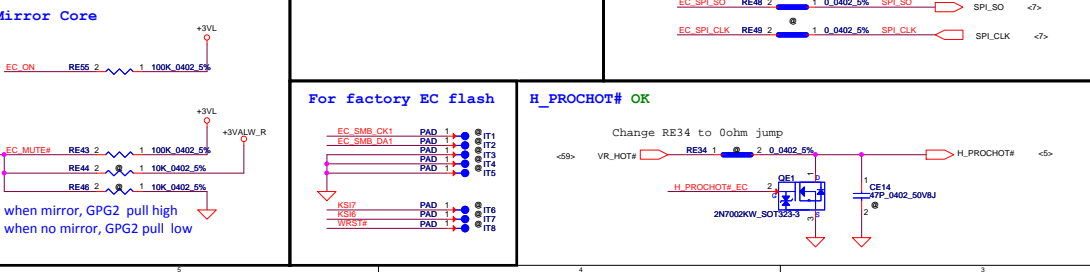 Mirror Core
+3VL
EC_ON RE55 2 1 100K_0402_5%
+3VL
+3VALW_R
EC_MUTE# RE43 2 1 100K_0402_5%
RE44 2 @ 1 10K_0402_5%
RE46 2 @ 1 10K_0402_5%
when mirror, GPG2 pull high
when no mirror, GPG2 pull low
EC_SPI_SO RE48 2 1 0_0402_5% SPI_SO SPI_SO <7>
@
EC_SPI_CLK RE49 2 1 0_0402_5% SPI_CLK SPI_CLK <7>
For factory EC flash
EC_SMB_CK1 PAD 1 @ IT1
EC_SMB_DA1 PAD 1 @ IT2
PAD 1 @ IT3
PAD 1 @ IT4
PAD 1 @ IT5
KSI7 PAD 1 @ IT6
KSI6 PAD 1 @ IT7
WRST# PAD 1 @ IT8
H_PROCHOT# OK
Change RE34 to 0ohm jump
<59> VR_HOT# RE34 1 @ 2 0_0402_5% H_PROCHOT# <5>
H_PROCHOT#_EC 2 QE1 1 D
G
S 3
2N7002KW_SOT323-3
1 CE14
47P_0402_50V8J
2 @
5 4 3